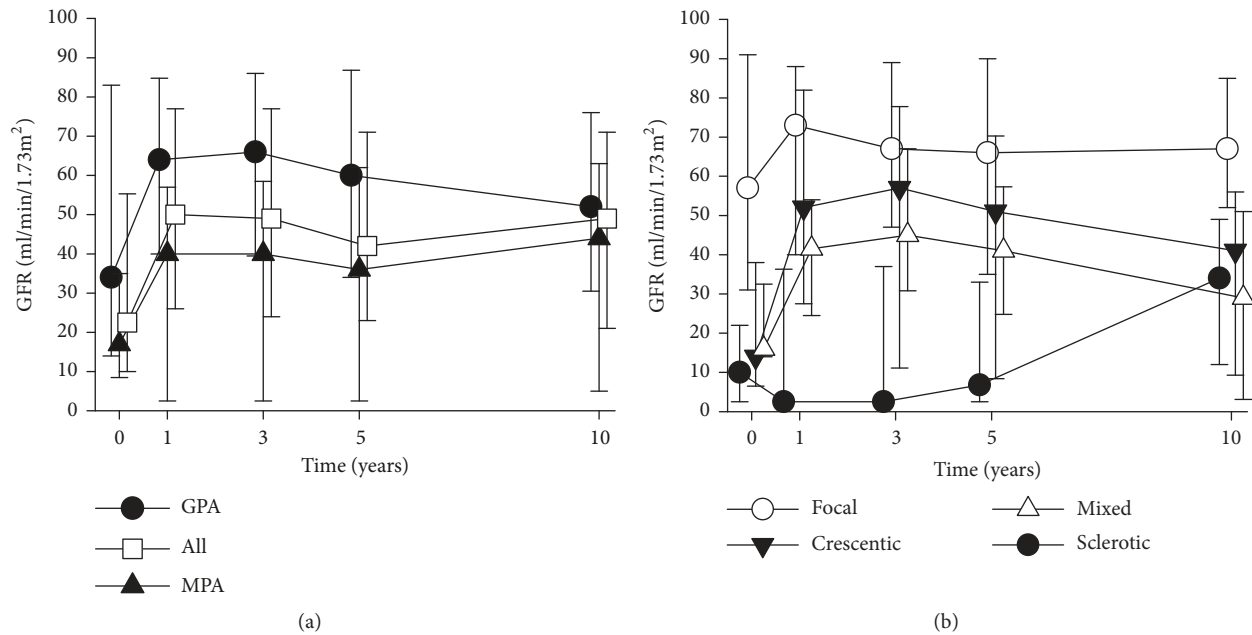 100
90
80
70
60
50
40
30
20
10
0
GFR (ml/min/1.73m²)
0 1 3 5 10
Time (years)
GPA
All
MPA
(a)
100
90
80
70
60
50
40
30
20
10
0
GFR (ml/min/1.73m²)
0 1 3 5 10
Time (years)
Focal Mixed
Crescentic Sclerotic
(b)